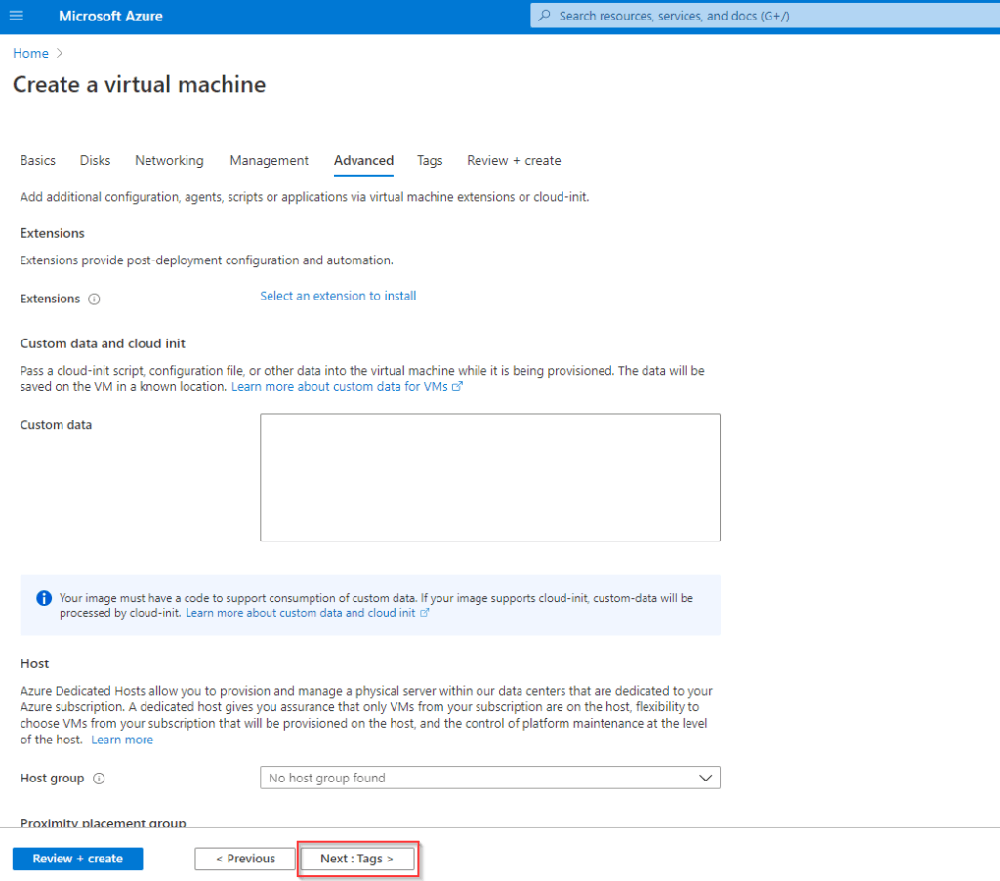 Microsoft Azure
Search resources, services, and docs (G+/)
Home >
Create a virtual machine
Basics Disks Networking Management Advanced Tags Review + create
Add additional configuration, agents, scripts or applications via virtual machine extensions or cloud-init.
Extensions
Extensions provide post-deployment configuration and automation.
Extensions
Select an extension to install
Custom data and cloud init
Pass a cloud-init script, configuration file, or other data into the virtual machine while it is being provisioned. The data will be
saved on the VM in a known location. Learn more about custom data for VMs
Custom data
Your image must have a code to support consumption of custom data. If your image supports cloud-init, custom-data will be
processed by cloud-init. Learn more about custom data and cloud init
Host
Azure Dedicated Hosts allow you to provision and manage a physical server within our data centers that are dedicated to your
Azure subscription. A dedicated host gives you assurance that only VMs from your subscription are on the host, flexibility to
choose VMs from your subscription that will be provisioned on the host, and the control of platform maintenance at the level
of the host. Learn more
Host group
No host group found
Proximity placement group
Review + create
< Previous
Next : Tags >